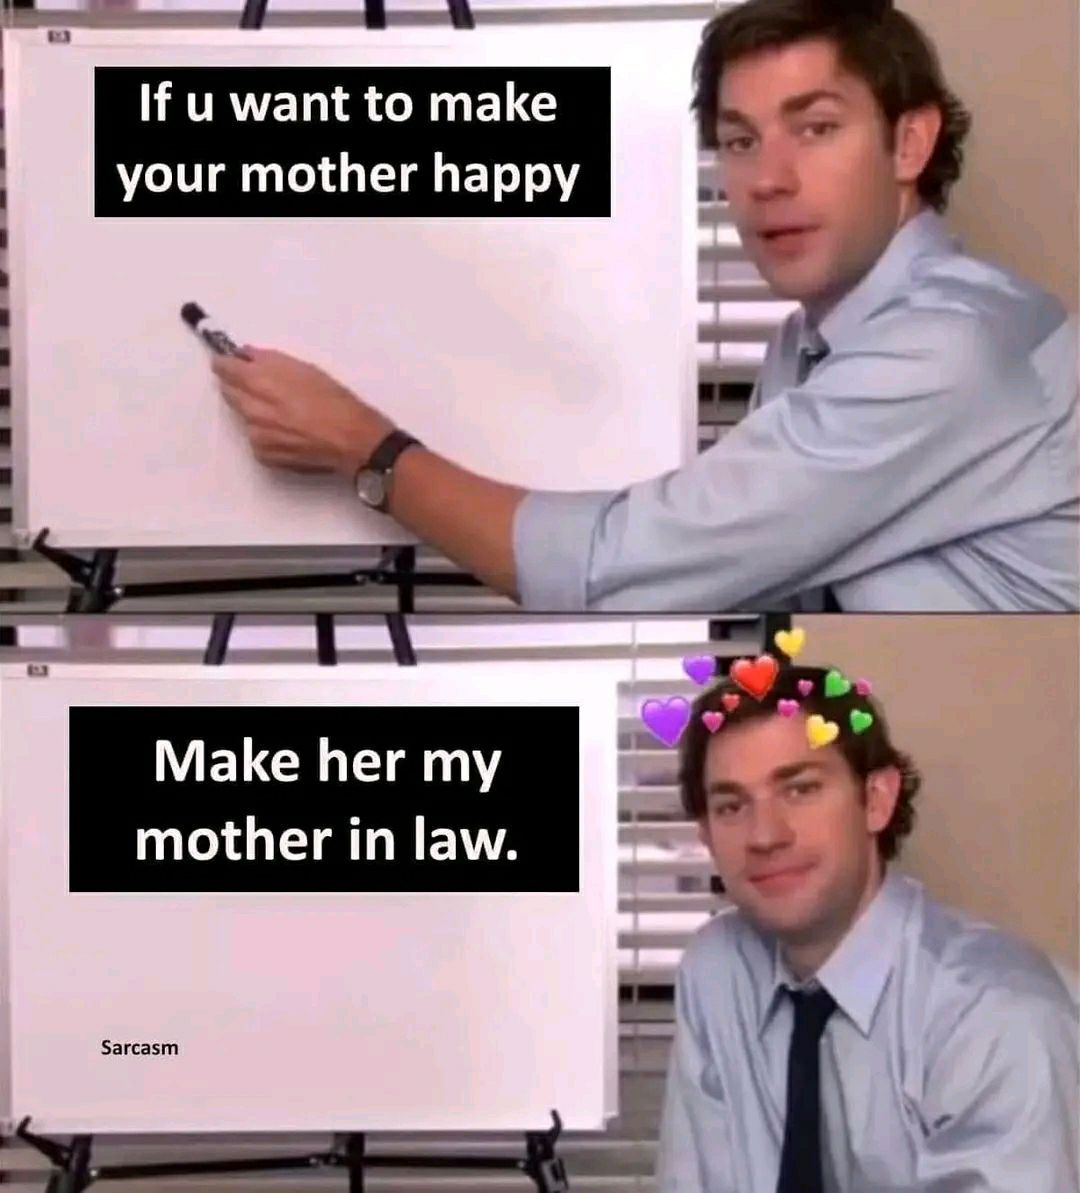 If u want to make
your mother happy
Make her my
mother in law.
Sarcasm